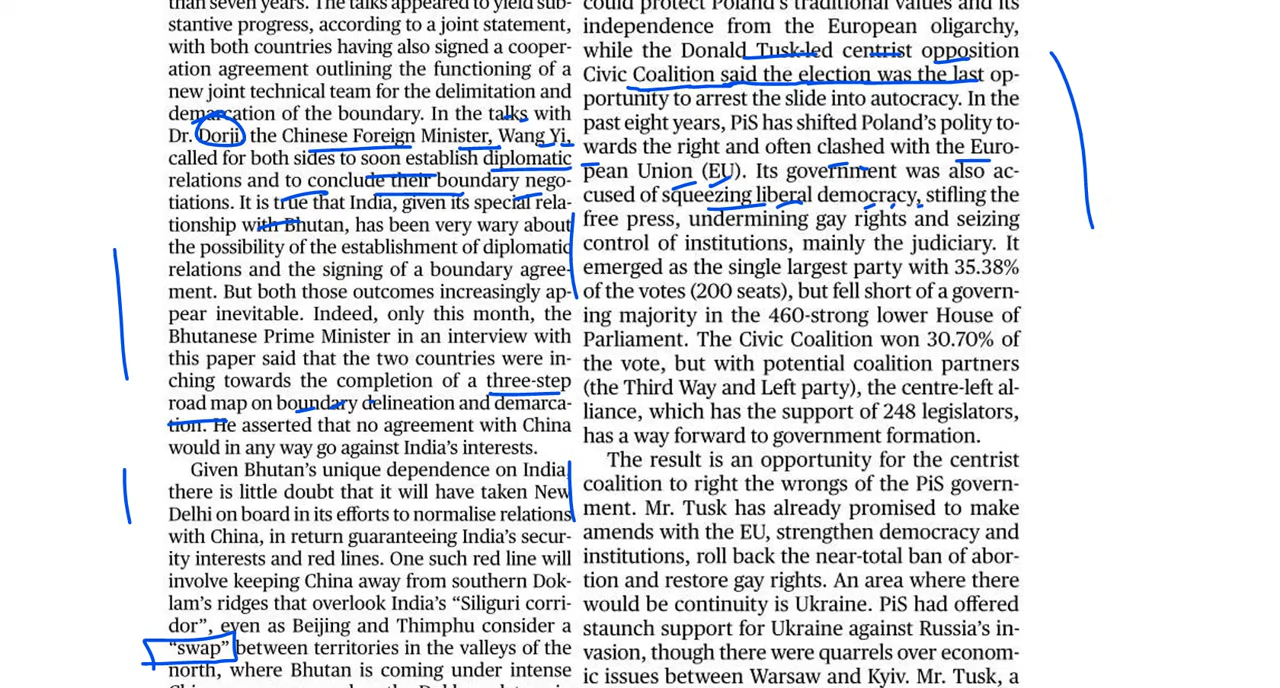 than seven years. The talks appeared to yield sub-
stantive progress, according to a joint statement,
with both countries having also signed a cooper-
ation agreement outlining the functioning of a
new joint technical team for the delimitation and
demarcation of the boundary. In the talks with
Dr. Dorji, the Chinese Foreign Minister, Wang Yi,
called for both sides to soon establish diplomatic
relations and to conclude their boundary nego-
tiations. It is true that India, given its special rela-
tionship with Bhutan, has been very wary about
the possibility of the establishment of diplomatic
relations and the signing of a boundary agree-
ment. But both those outcomes increasingly ap-
pear inevitable. Indeed, only this month, the
Bhutanese Prime Minister in an interview with
this paper said that the two countries were in-
ching towards the completion of a three-step
road map on boundary delineation and demarca-
tion. He asserted that no agreement with China
would in any way go against India's interests.
Given Bhutan's unique dependence on India,
there is little doubt that it will have taken New
Delhi on board in its efforts to normalise relations
with China, in return guaranteeing India's secur-
ity interests and red lines. One such red line will
involve keeping China away from southern Dok-
lam's ridges that overlook India's "Siliguri corri-
dor", even as Beijing and Thimphu consider a
"swap" between territories in the valleys of the
north, where Bhutan is coming under intense
could protect Poland's traditional values and its
independence from the European oligarchy,
while the Donald Tusk-led centrist opposition
Civic Coalition said the election was the last op-
portunity to arrest the slide into autocracy. In the
past eight years, PiS has shifted Poland's polity to-
wards the right and often clashed with the Euro-
pean Union (EU). Its government was also ac-
cused of squeezing liberal democracy, stifling the
free press, undermining gay rights and seizing
control of institutions, mainly the judiciary. It
emerged as the single largest party with 35.38%
of the votes (200 seats), but fell short of a govern-
ing majority in the 460-strong lower House of
Parliament. The Civic Coalition won 30.70% of
the vote, but with potential coalition partners
(the Third Way and Left party), the centre-left al-
liance, which has the support of 248 legislators,
has a way forward to government formation.
The result is an opportunity for the centrist
coalition to right the wrongs of the PiS govern-
ment. Mr. Tusk has already promised to make
amends with the EU, strengthen democracy and
institutions, roll back the near-total ban of abor-
tion and restore gay rights. An area where there
would be continuity is Ukraine. PiS had offered
staunch support for Ukraine against Russia's in-
vasion, though there were quarrels over econom-
ic issues between Warsaw and Kyiv. Mr. Tusk, a